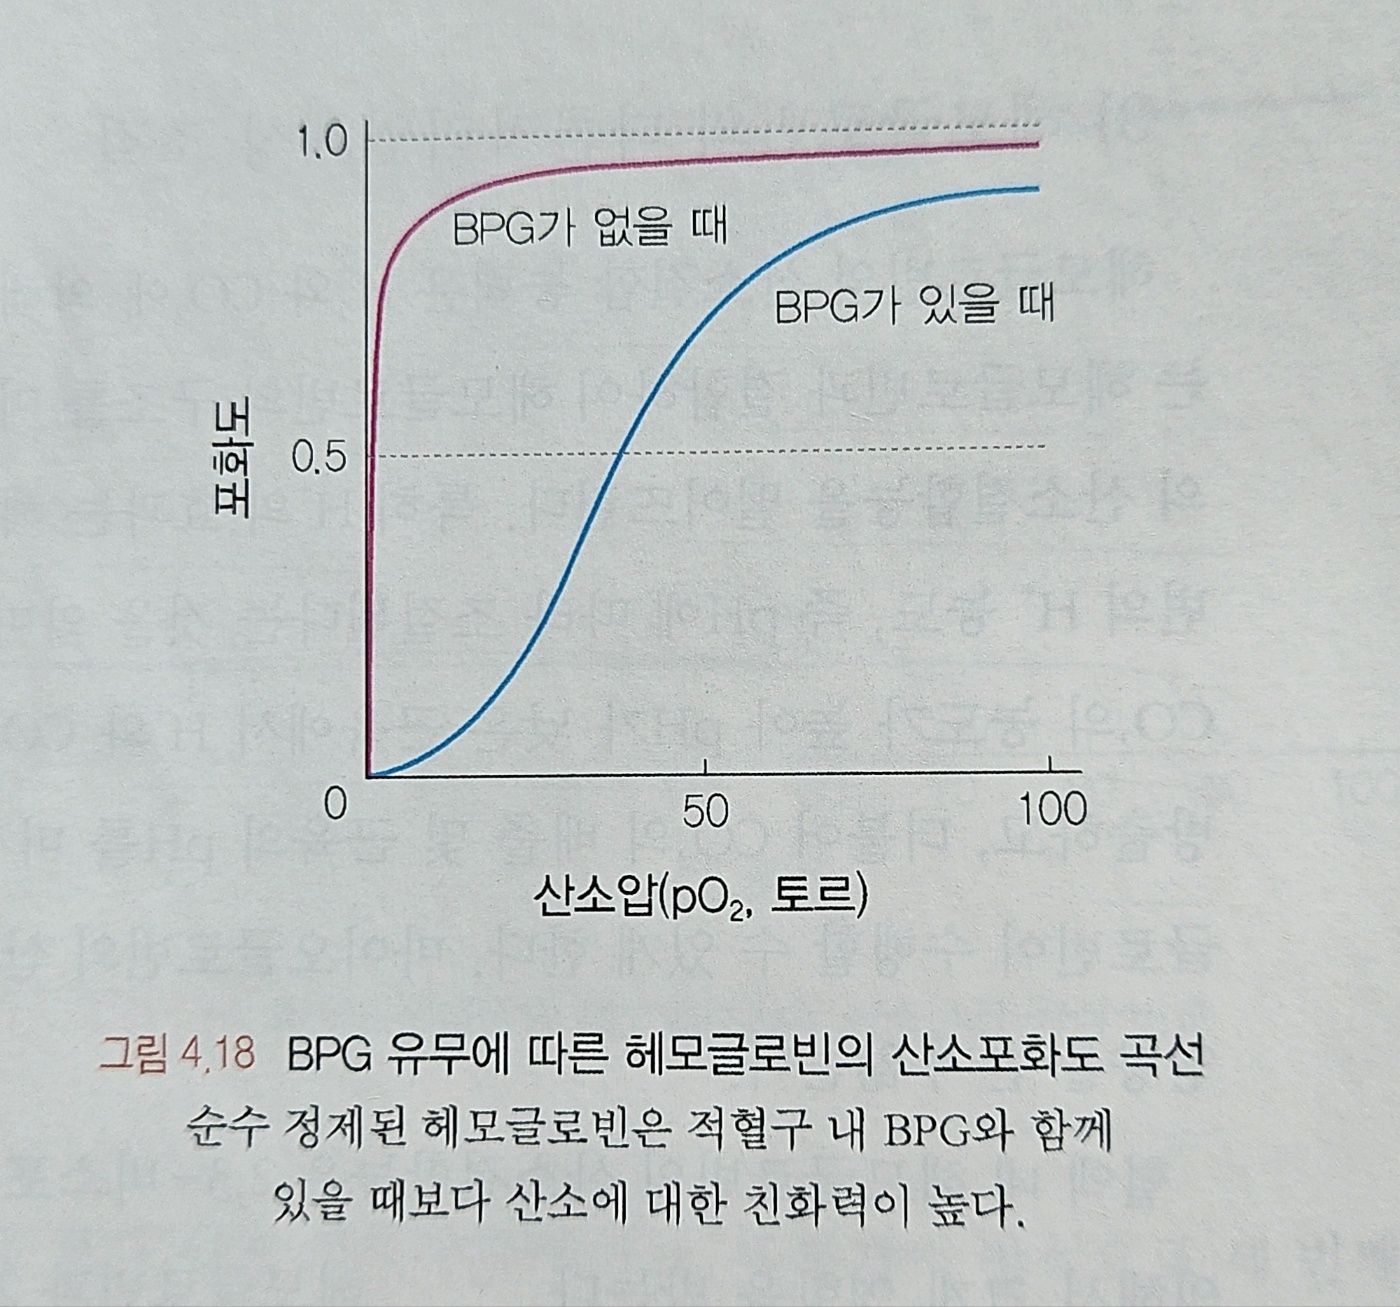 1.0
BPG가 없을 때
BPG가 있을 때
포화도
0.5
0
50
100
산소압(pO₂, 토르)
그림 4.18 BPG 유무에 따른 헤모글로빈의 산소포화도 곡선
순수 정제된 헤모글로빈은 적혈구 내 BPG와 함께
있을 때보다 산소에 대한 친화력이 높다.